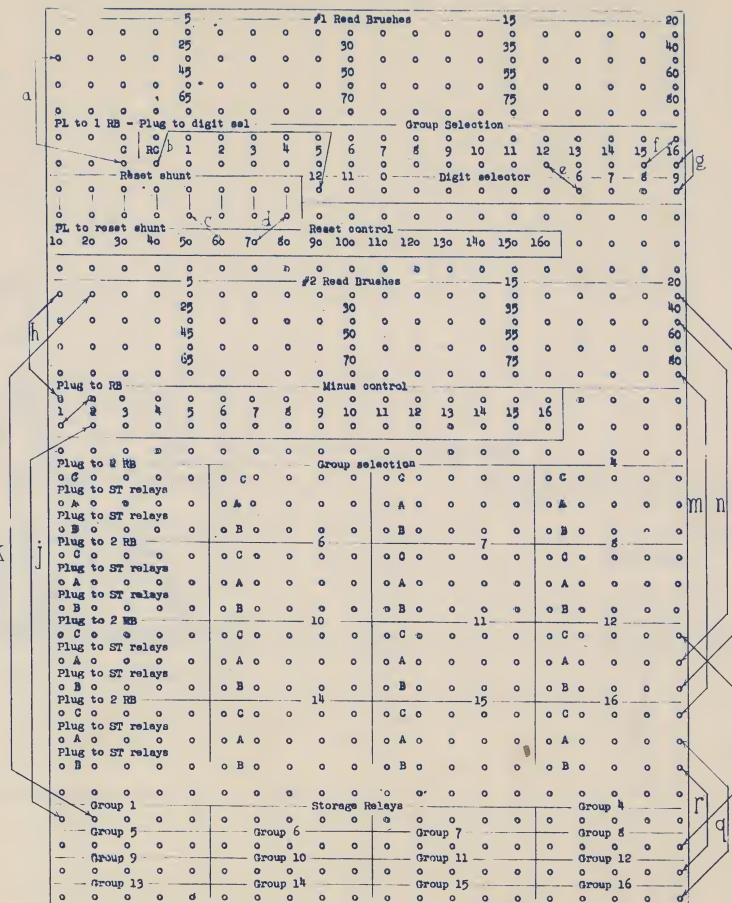 5 #1 Read Brushes 15 20
25 30 35 40
a
45 50 55 60
65 70 75 80
PL to 1 RB - Plug to digit sel Group Selection
C RC b 1 2 3 4 5 6 7 8 9 10 11 12 13 14 15 f 16
Reset shunt 12 - 11 - 0 Digit selector e 6 - 7 - 8 - 9 g
c d
PL to reset shunt Reset control
10 20 30 40 50 60 70 80 90 100 110 120 130 140 150 160
5 #2 Read Brushes 15 20
25 30 35 40
h
45 50 55 60
65 70 75 80
Plug to RB Minus control
1 2 3 4 5 6 7 8 9 10 11 12 13 14 15 16
Plug to 2 RB Group selection 4
C C C C
Plug to ST relays
A A A A m n
Plug to ST relays
B B B B
k j
Plug to 2 RB 6 7 8
C C C C
Plug to ST relays
A A A A
Plug to ST relays
B B B B
Plug to 2 RB 10 11 12
C C C C
Plug to ST relays
A A A A
Plug to ST relays
B B B B
Plug to 2 RB 14 15 16
C C C C
Plug to ST relays
A A A A
Plug to ST relays
B B B B
Group 1 Storage Relays Group 4
r q
Group 5 Group 6 Group 7 Group 8
Group 9 Group 10 Group 11 Group 12
Group 13 Group 14 Group 15 Group 16